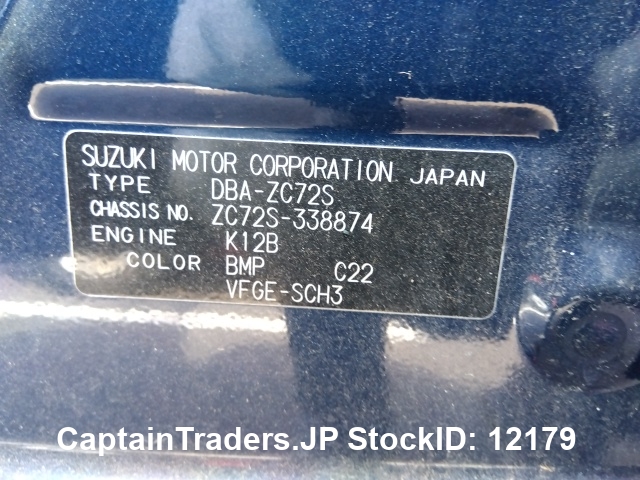 SUZUKI MOTOR CORPORATION JAPAN
TYPE DBA-ZC72S
CHASSIS NO. ZC72S-338874
ENGINE K12B
COLOR BMP C22
VFGE-SCH3
CaptainTraders.JP StockID: 12179